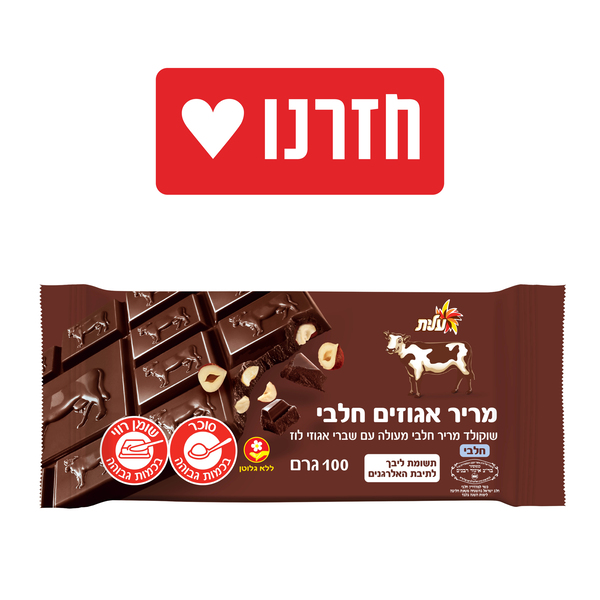 חזרנו
עלית
מריר אגוזים חלבי
שוקולד מריר חלבי מעולה עם שברי אגוזי לוז
חלבי
תשומת ליבך
לתיבת האלרגנים
100 גרם
ללא גלוטן
סוכר
בכמות גבוהה
שומן רווי
בכמות גבוהה